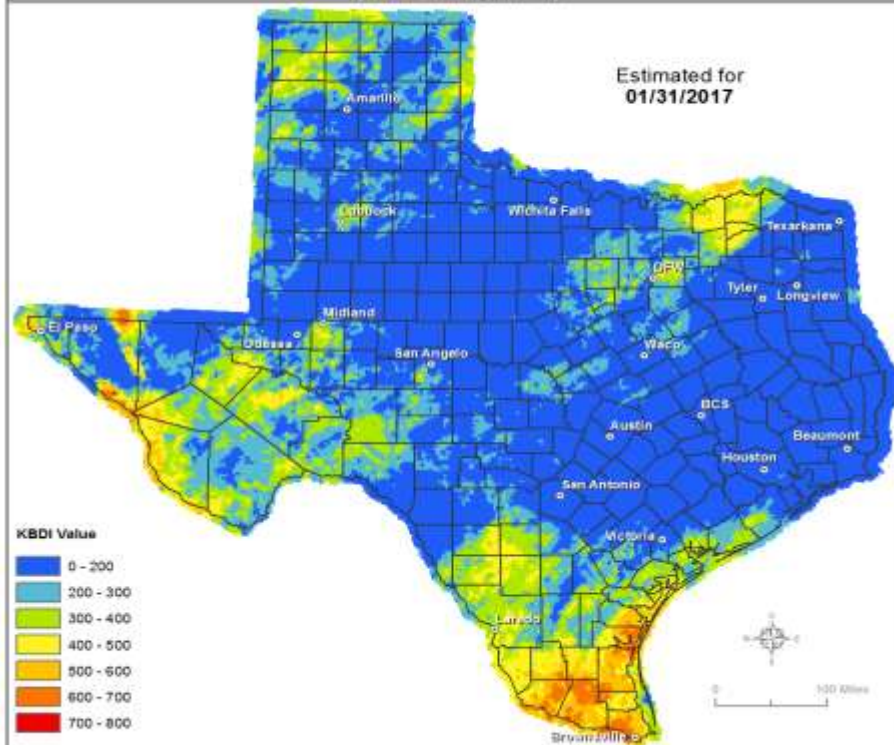 Estimated for
01/31/2017
Amarillo
Lubbock
Wichita Falls
Texarkana
DFW
Tyler
Longview
El Paso
Midland
Odessa
San Angelo
Waco
BCS
Austin
Beaumont
Houston
San Antonio
Victoria
Laredo
Brownsville
KBDI Value
0 - 200
200 - 300
300 - 400
400 - 500
500 - 600
600 - 700
700 - 800
0 100 Miles